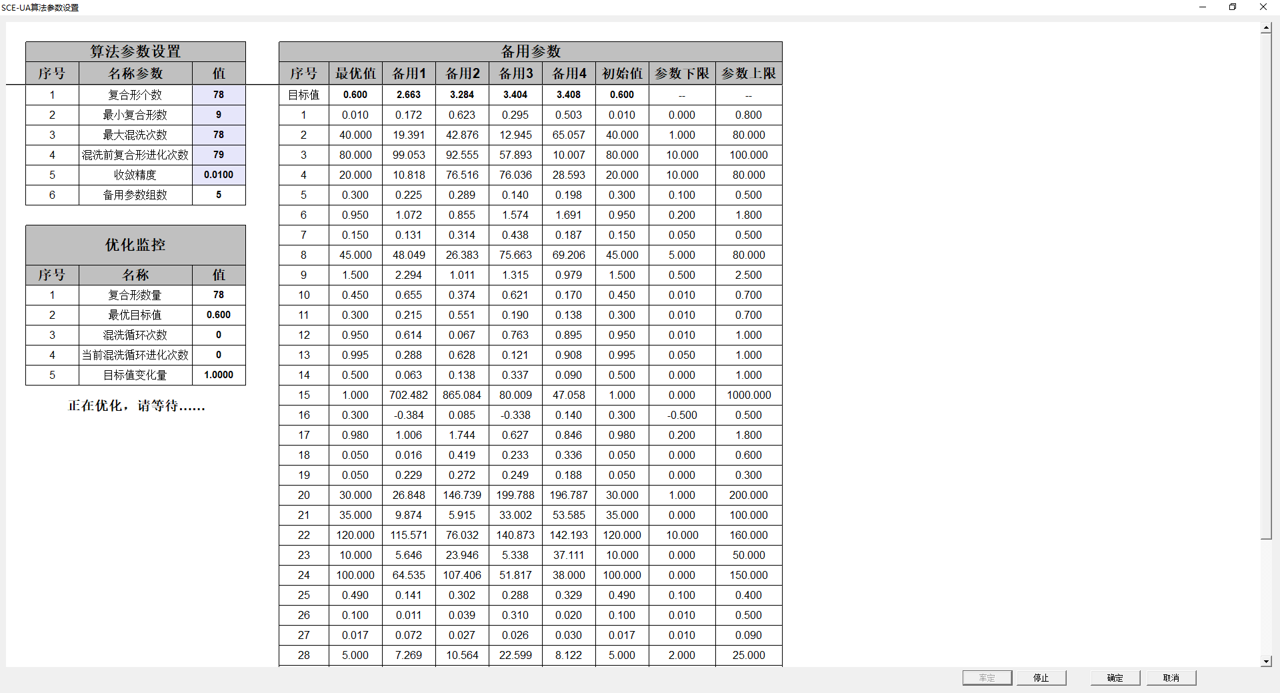 SCE-UA算法参数设置
算法参数设置
序号 名称参数 值
1 复合形个数 78
2 最小复合形数 9
3 最大混洗次数 78
4 混洗前复合形进化次数 79
5 收敛精度 0.0100
6 备用参数组数 5
优化监控
序号 名称 值
1 复合形数量 78
2 最优目标值 0.600
3 混洗循环次数 0
4 当前混洗循环进化次数 0
5 目标值变化量 1.0000
正在优化，请等待……
备用参数
序号 最优值 备用1 备用2 备用3 备用4 初始值 参数下限 参数上限
目标值 0.600 2.663 3.284 3.404 3.408 0.600 -- --
1 0.010 0.172 0.623 0.295 0.503 0.010 0.000 0.800
2 40.000 19.391 42.876 12.945 65.057 40.000 1.000 80.000
3 80.000 99.053 92.555 57.893 10.007 80.000 10.000 100.000
4 20.000 10.818 76.516 76.036 28.593 20.000 10.000 80.000
5 0.300 0.225 0.289 0.140 0.198 0.300 0.100 0.500
6 0.950 1.072 0.855 1.574 1.691 0.950 0.200 1.800
7 0.150 0.131 0.314 0.438 0.187 0.150 0.050 0.500
8 45.000 48.049 26.383 75.663 69.206 45.000 5.000 80.000
9 1.500 2.294 1.011 1.315 0.979 1.500 0.500 2.500
10 0.450 0.655 0.374 0.621 0.170 0.450 0.010 0.700
11 0.300 0.215 0.551 0.190 0.138 0.300 0.010 0.700
12 0.950 0.614 0.067 0.763 0.895 0.950 0.010 1.000
13 0.995 0.288 0.628 0.121 0.908 0.995 0.050 1.000
14 0.500 0.063 0.138 0.337 0.090 0.500 0.000 1.000
15 1.000 702.482 865.084 80.009 47.058 1.000 0.000 1000.000
16 0.300 -0.384 0.085 -0.338 0.140 0.300 -0.500 0.500
17 0.980 1.006 1.744 0.627 0.846 0.980 0.200 1.800
18 0.050 0.016 0.419 0.233 0.336 0.050 0.000 0.600
19 0.050 0.229 0.272 0.249 0.188 0.050 0.000 0.300
20 30.000 26.848 146.739 199.788 196.787 30.000 1.000 200.000
21 35.000 9.874 5.915 33.002 53.585 35.000 0.000 100.000
22 120.000 115.571 76.032 140.873 142.193 120.000 10.000 160.000
23 10.000 5.646 23.946 5.338 37.111 10.000 0.000 50.000
24 100.000 64.535 107.406 51.817 38.000 100.000 0.000 150.000
25 0.490 0.141 0.302 0.288 0.329 0.490 0.100 0.400
26 0.100 0.011 0.039 0.310 0.020 0.100 0.010 0.500
27 0.017 0.072 0.027 0.026 0.030 0.017 0.010 0.090
28 5.000 7.269 10.564 22.599 8.122 5.000 2.000 25.000
停止 确定 取消